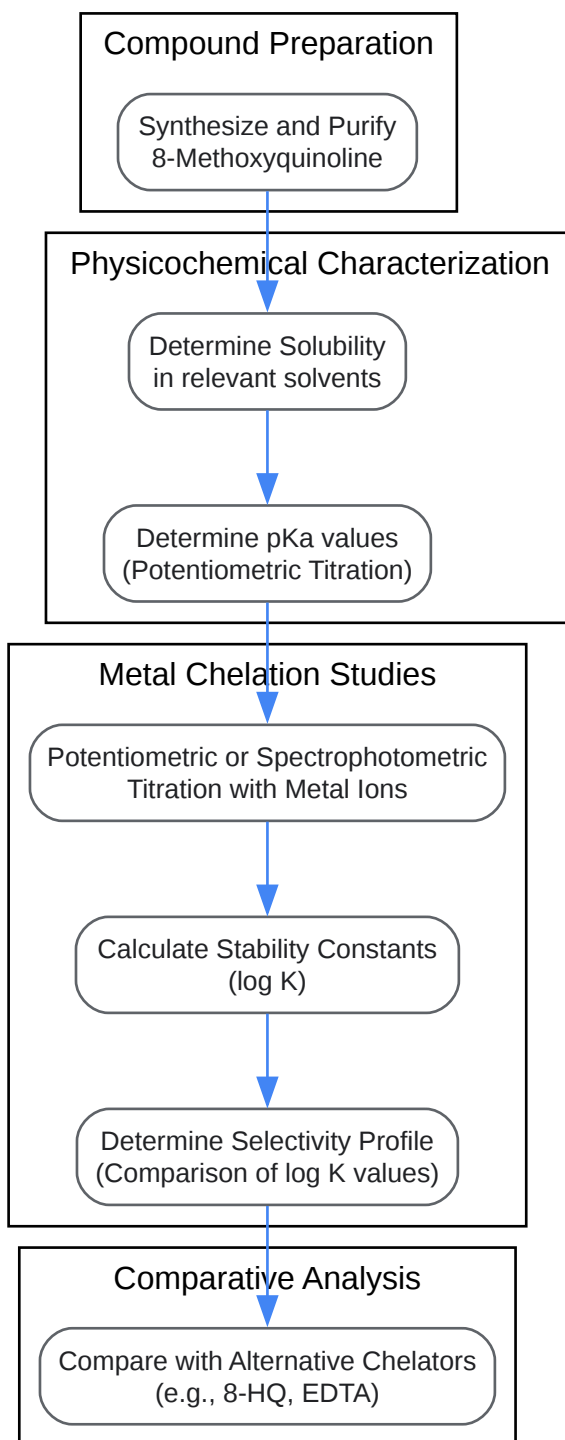 Compound Preparation
Synthesize and Purify
8-Methoxyquinoline
Physicochemical Characterization
Determine Solubility
in relevant solvents
Determine pKa values
(Potentiometric Titration)
Metal Chelation Studies
Potentiometric or Spectrophotometric
Titration with Metal Ions
Calculate Stability Constants
(log K)
Determine Selectivity Profile
(Comparison of log K values)
Comparative Analysis
Compare with Alternative Chelators
(e.g., 8-HQ, EDTA)